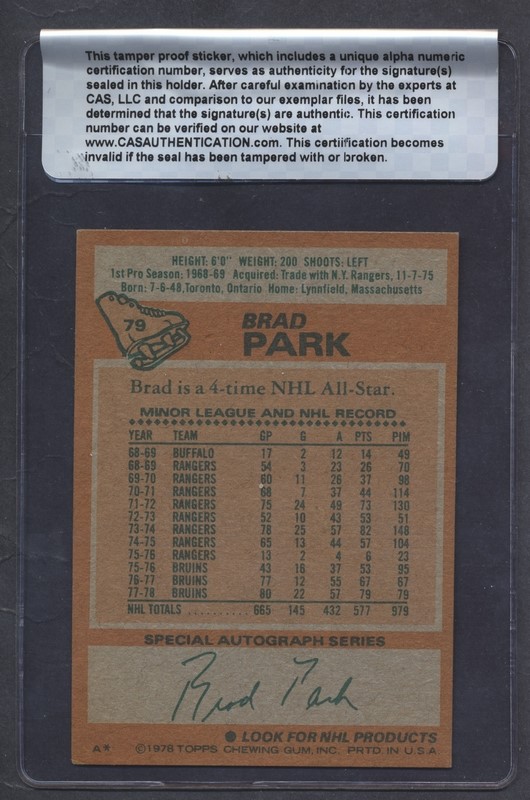 This tamper proof sticker, which includes a unique alpha numeric
certification number, serves as authenticity for the signature(s)
sealed in this holder. After careful examination by the experts at
CAS, LLC and comparison to our exemplar files, it has been
determined that the signature(s) are authentic. This certification
number can be verified on our website at
www.CASAUTHENTICATION.com. This certification becomes
invalid if the seal has been tampered with or broken.
HEIGHT: 6'0" WEIGHT: 200 SHOOTS: LEFT
1st Pro Season: 1968-69 Acquired: Trade with N.Y. Rangers, 11-7-75
Born: 7-6-48, Toronto, Ontario Home: Lynnfield, Massachusetts
79
BRAD
PARK
Brad is a 4-time NHL All-Star.
MINOR LEAGUE AND NHL RECORD
YEAR TEAM GP G A PTS PIM
68-69 BUFFALO 17 2 12 14 49
68-69 RANGERS 54 3 23 26 70
69-70 RANGERS 60 11 26 37 98
70-71 RANGERS 68 7 37 44 114
71-72 RANGERS 75 24 49 73 130
72-73 RANGERS 52 10 43 53 51
73-74 RANGERS 78 25 57 82 148
74-75 RANGERS 65 13 44 57 104
75-76 RANGERS 13 2 4 6 23
75-76 BRUINS 43 16 37 53 95
76-77 BRUINS 77 12 55 67 67
77-78 BRUINS 80 22 57 79 79
NHL TOTALS .......... 665 145 432 577 979
SPECIAL AUTOGRAPH SERIES
Brad Park
● LOOK FOR NHL PRODUCTS
A* ©1978 TOPPS CHEWING GUM, INC. PRTD IN U.S.A